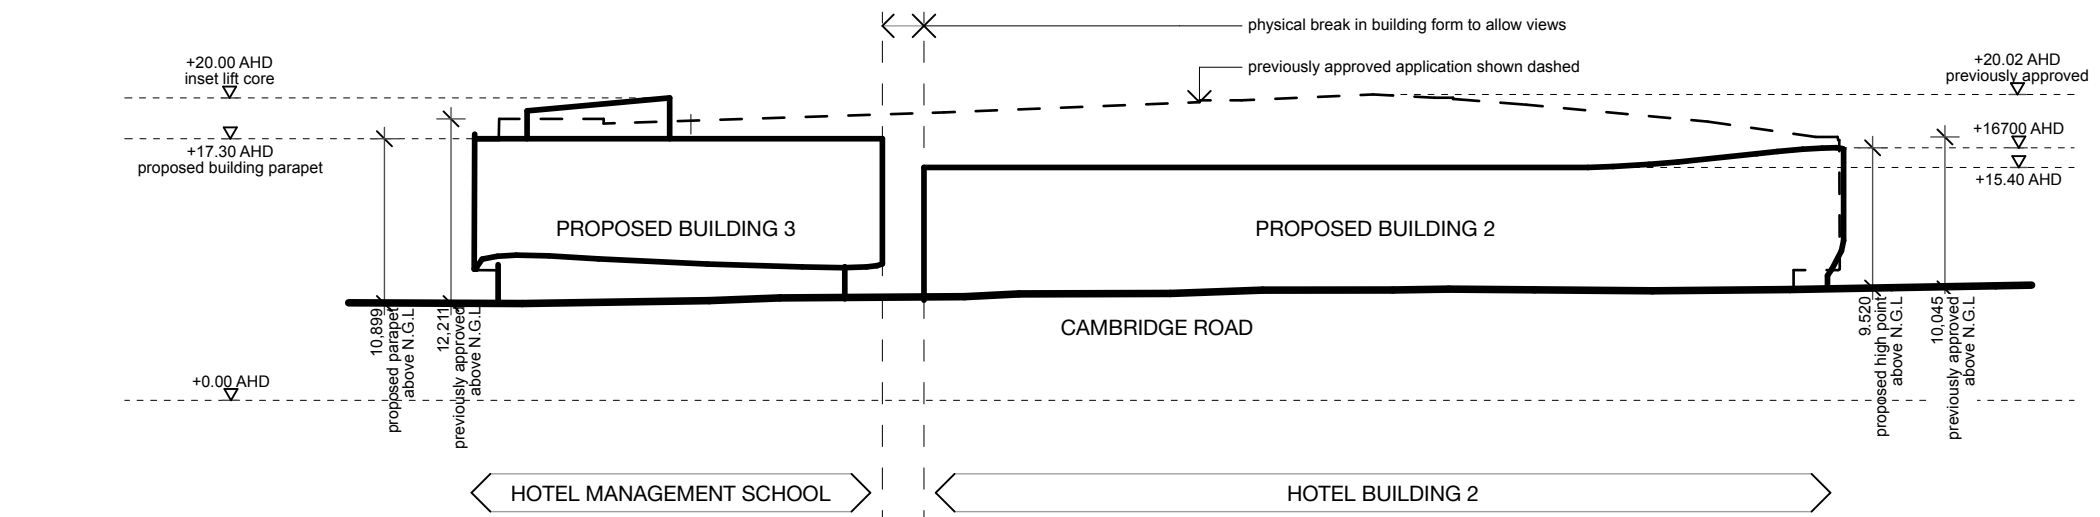 physical break in building form to allow views
previously approved application shown dashed
+20.00 AHD
inset lift core
+20.02 AHD
previously approved
+17.30 AHD
proposed building parapet
+16700 AHD
+15.40 AHD
PROPOSED BUILDING 3
PROPOSED BUILDING 2
CAMBRIDGE ROAD
10,899
proposed parapet
above N.G.L
12,211
previously approved
above N.G.L
9.520
proposed high point
above N.G.L
10,045
previously approved
above N.G.L
+0.00 AHD
HOTEL MANAGEMENT SCHOOL
HOTEL BUILDING 2